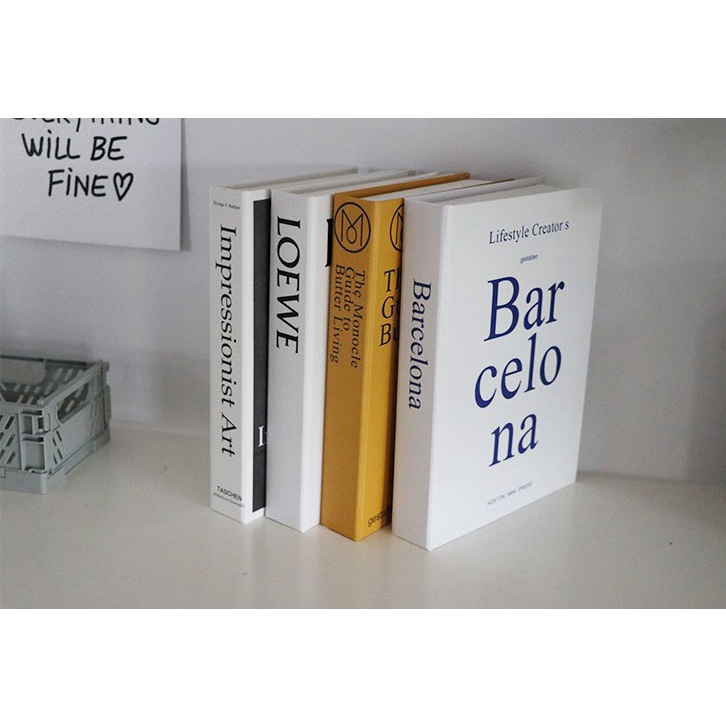 WiLL BE
FiNE♡
Impressionist Art
TASCHEN
LOEWE
The Monocle
Guide to
Butter Living
Barcelona
Lifestyle Creator s
gestalten
Bar
celo
na